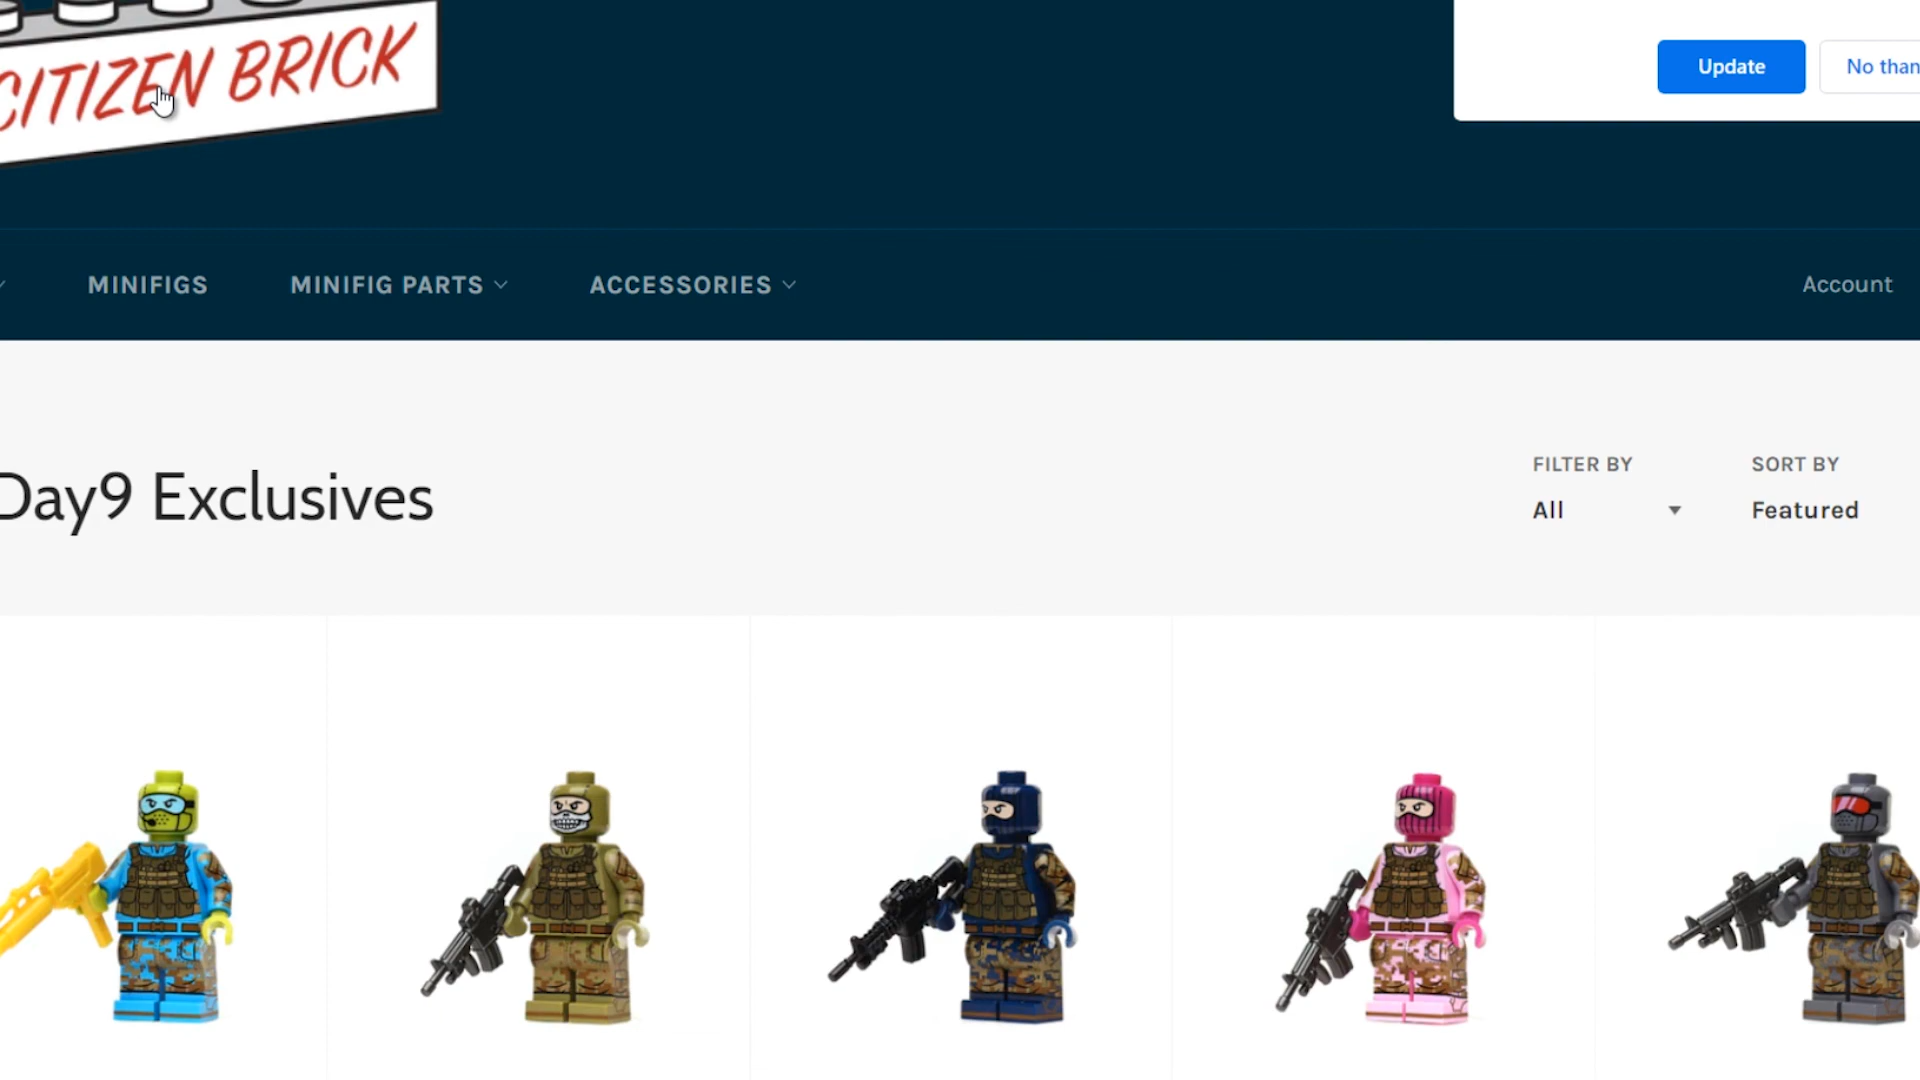 CITIZEN BRICK
Update
No than
MINIFIGS
MINIFIG PARTS
ACCESSORIES
Account
Day9 Exclusives
FILTER BY
SORT BY
All
Featured